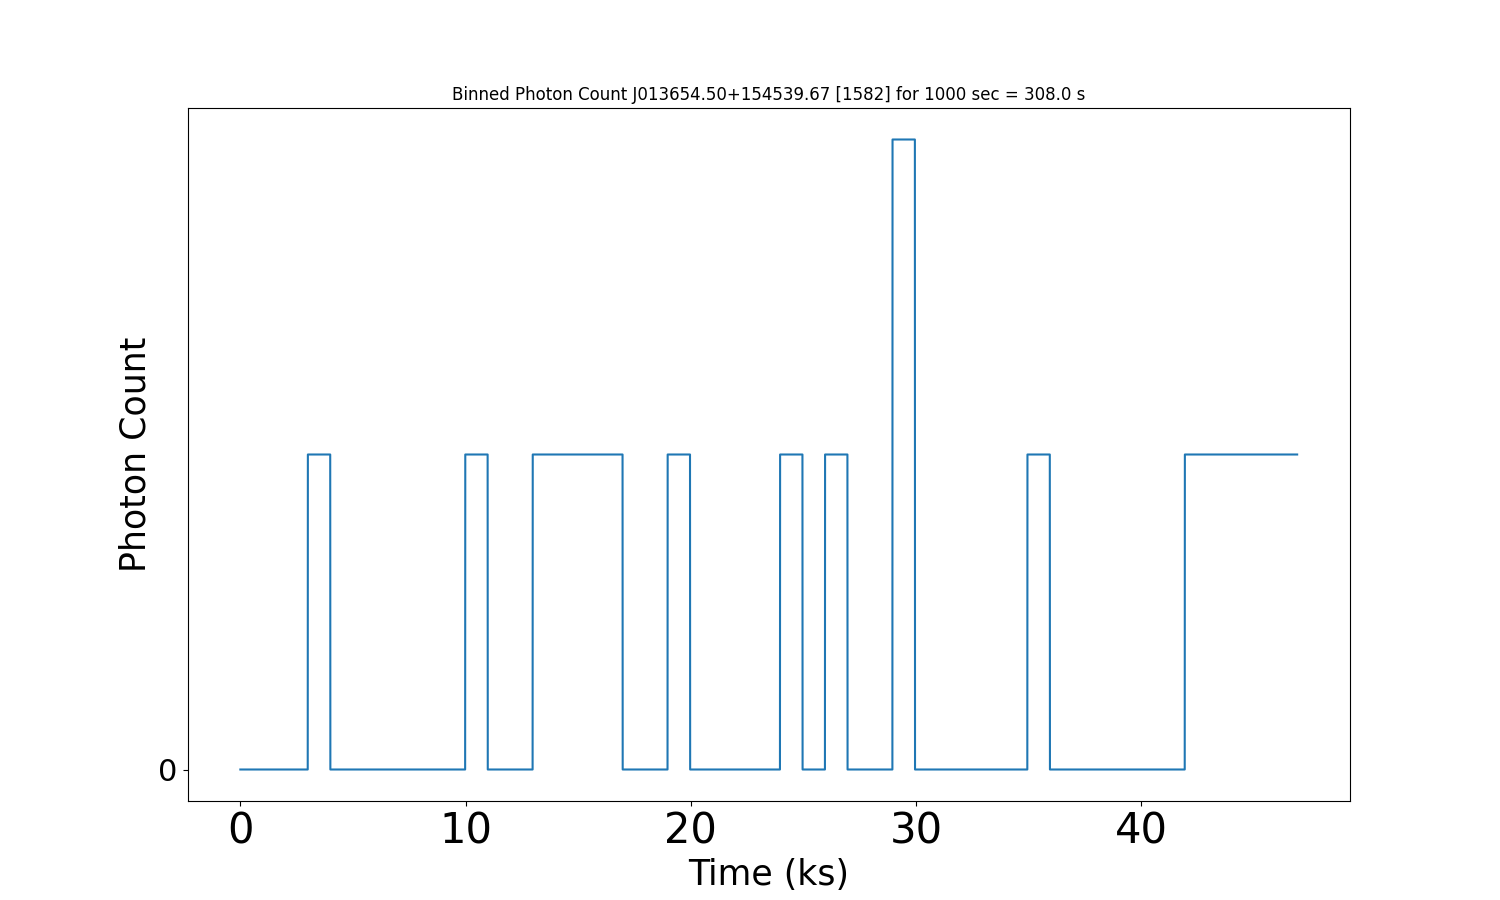 Binned Photon Count J013654.50+154539.67 [1582] for 1000 sec = 308.0 s
Photon Count
0
0 10 20 30 40
Time (ks)